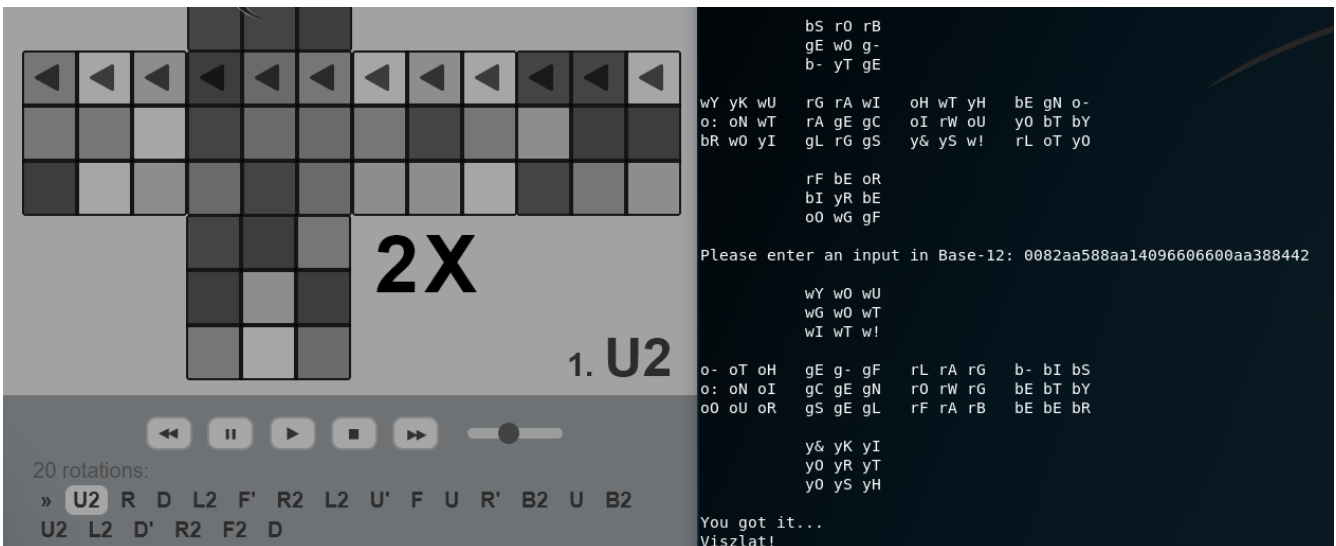 2X
1. U2
20 rotations:
» U2 R D L2 F' R2 L2 U' F U R' B2 U B2
U2 L2 D' R2 F2 D
bS rO rB
gE wO g-
b- yT gE
wY yK wU rG rA wI oH wT yH bE gN o-
o: oN wT rA gE gC oI rW oU yO bT bY
bR wO yI gL rG gS y& yS w! rL oT yO
rF bE oR
bI yR bE
oO wG gF
Please enter an input in Base-12: 0082aa588aa14096606600aa388442
wY wO wU
wG wO wT
wI wT w!
o- oT oH gE g- gF rL rA rG b- bI bS
o: oN oI gC gE gN rO rW rG bE bT bY
oO oU oR gS gE gL rF rA rB bE bE bR
y& yK yI
yO yR yT
yO yS yH
You got it...
Viszlat!